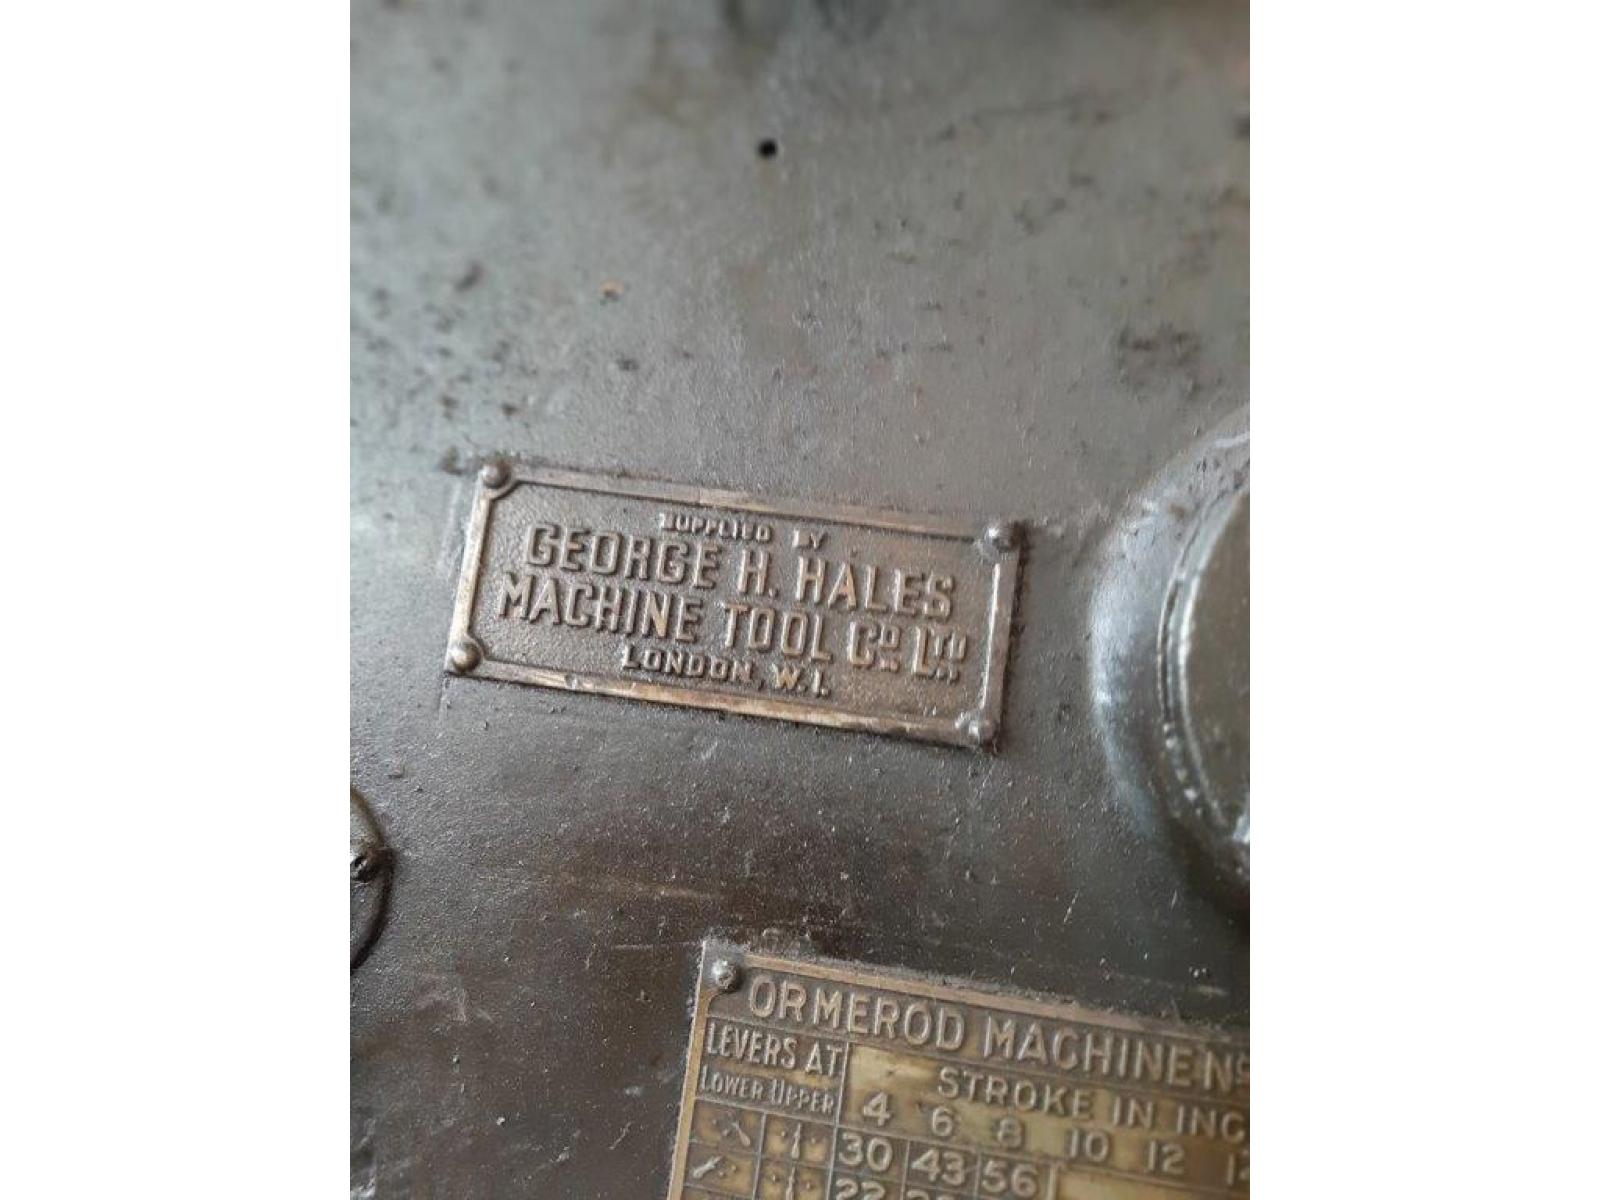 SUPPLIED BY
GEORGE H. HALES
MACHINE TOOL CO. LTD.
LONDON, W.1.
ORMEROD MACHINE NO
LEVERS AT
STROKE IN INC
LOWER UPPER
4 6 8 10 12
30 43 56
22